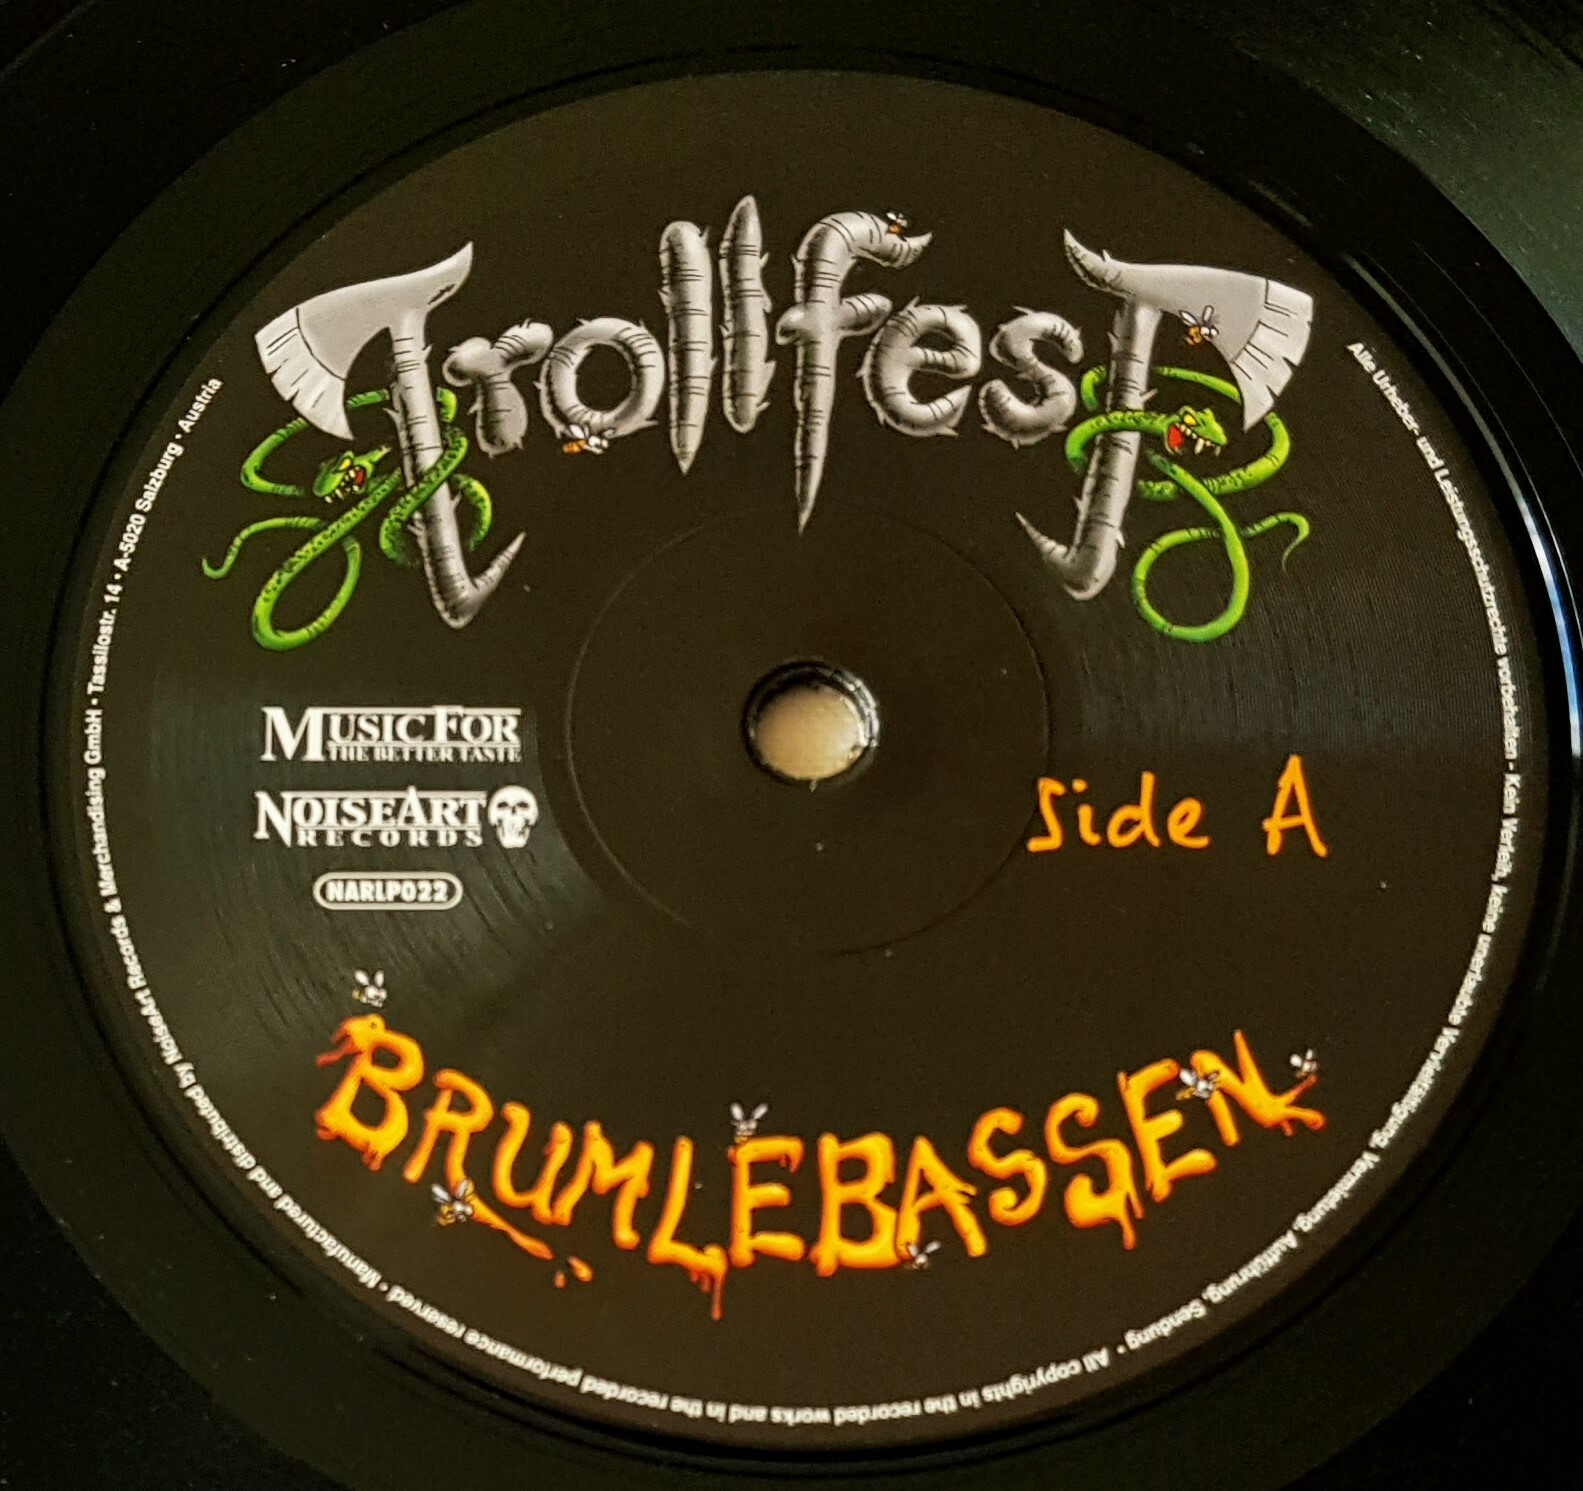 Trollfest
MUSIC FOR
THE BETTER TASTE
NOISEART
RECORDS
NARLP022
Side A
BRUMLEBASSEN
Alle Urheber- und Leistungsschutzrechte vorbehalten - Kein Verleih, keine unerlaubte Vervielfältigung, Vermietung, Aufführung, Sendung • All copyrights in the recorded works and in the recorded performance reserved • Manufactured and distributed by NoiseArt Records & Merchandising GmbH • Tassilostr. 14 • A-5020 Salzburg • Austria